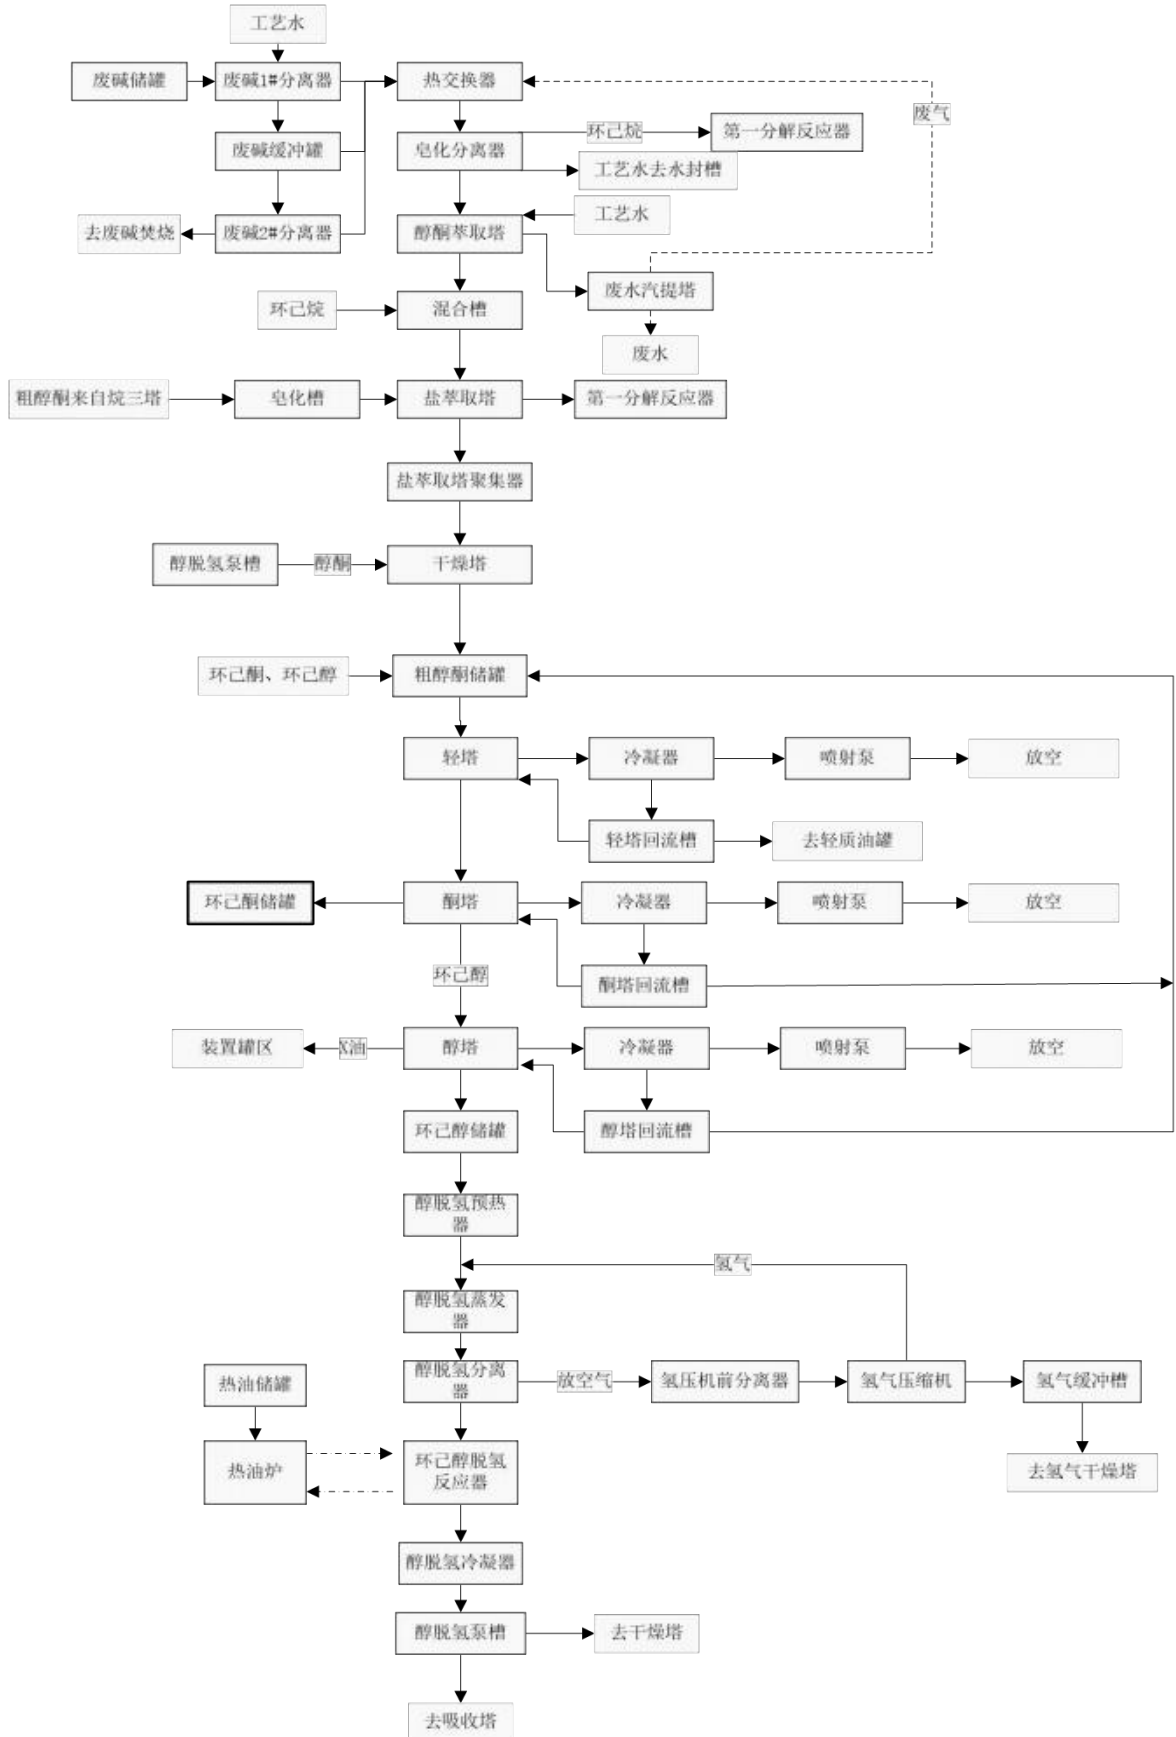 工艺水
废碱储罐
废碱1#分离器
热交换器
废气
废碱缓冲罐
皂化分离器
环己烷
第一分解反应器
工艺水去水封槽
去废碱焚烧
废碱2#分离器
醇酮萃取塔
工艺水
废水汽提塔
环己烷
混合槽
废水
粗醇酮来自烷三塔
皂化槽
盐萃取塔
第一分解反应器
盐萃取塔聚集器
醇脱氢泵槽
醇酮
干燥塔
环己酮、环己醇
粗醇酮储罐
轻塔
冷凝器
喷射泵
放空
轻塔回流槽
去轻质油罐
环己酮储罐
酮塔
冷凝器
喷射泵
放空
环己醇
酮塔回流槽
装置罐区
X油
醇塔
冷凝器
喷射泵
放空
环己醇储罐
醇塔回流槽
醇脱氢预热
器
氢气
醇脱氢蒸发
器
热油储罐
醇脱氢分离
器
放空气
氢压机前分离器
氢气压缩机
氢气缓冲槽
热油炉
环己醇脱氢
反应器
去氢气干燥塔
醇脱氢冷凝器
醇脱氢泵槽
去干燥塔
去吸收塔